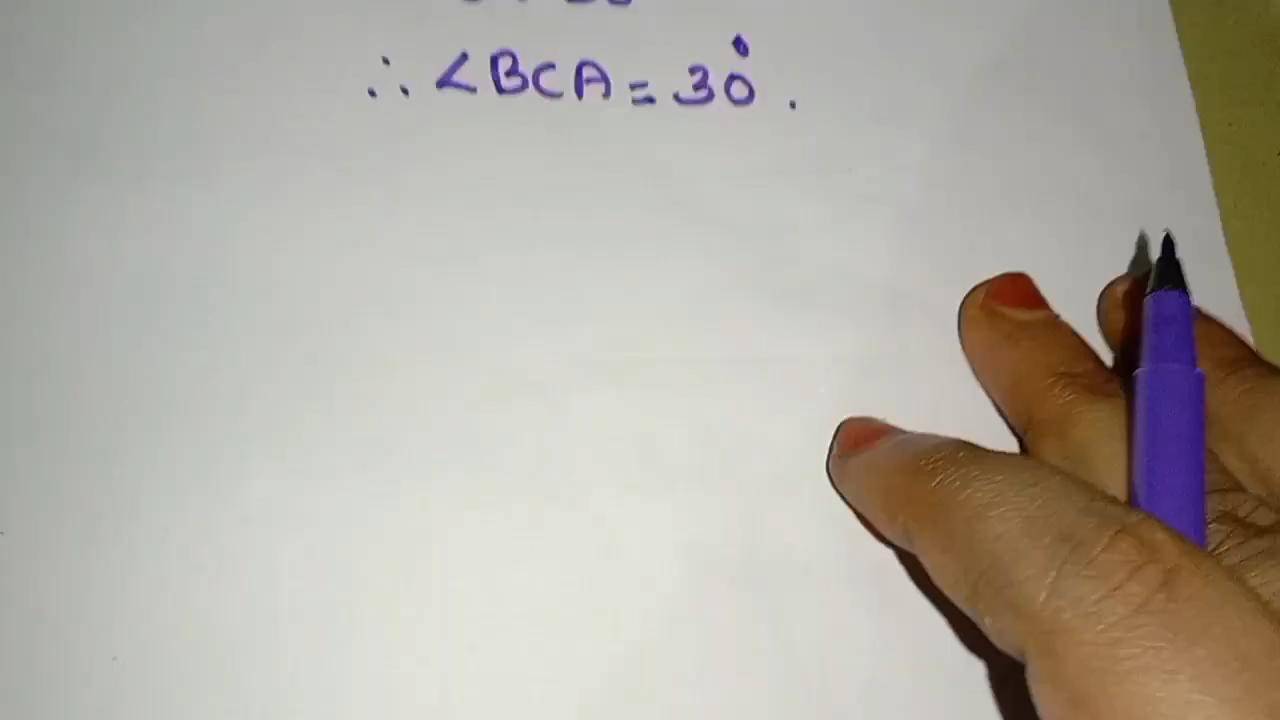 ∴ ∠BCA = 30°.